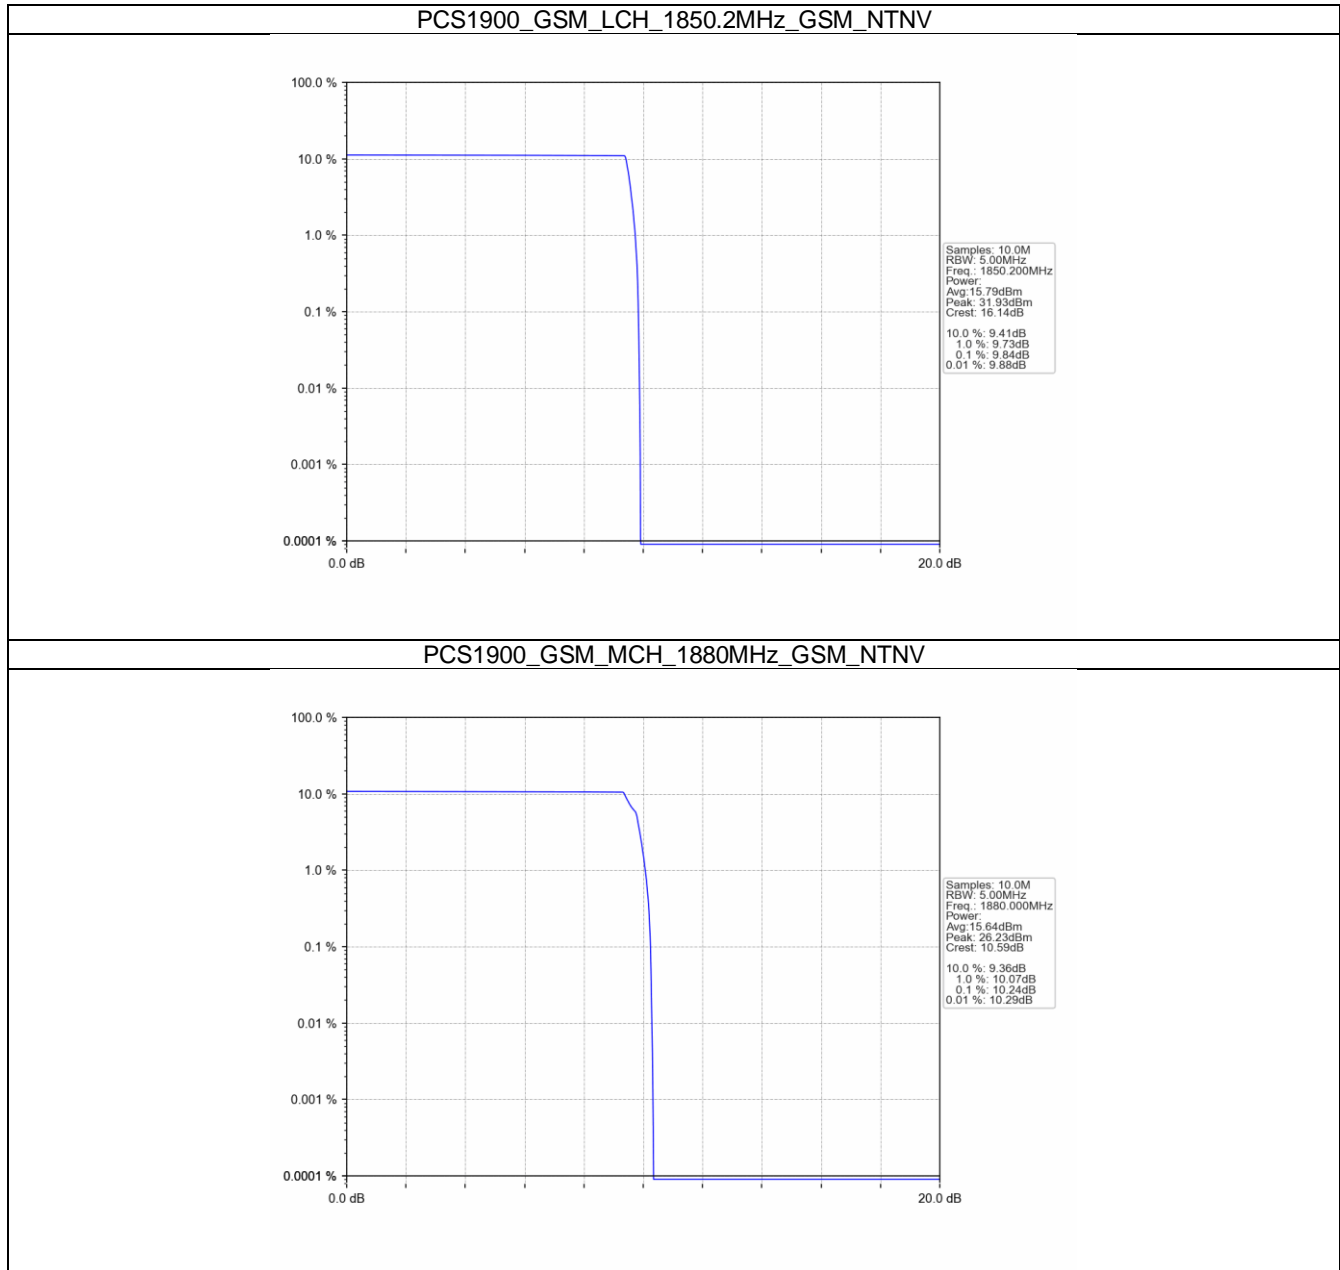 PCS1900_GSM_LCH_1850.2MHz_GSM_NTNV
100.0 %
10.0 %
1.0 %
0.1 %
0.01 %
0.001 %
0.0001 %
0.0 dB
20.0 dB
Samples: 10.0M
RBW: 5.00MHz
Freq.: 1850.200MHz
Power:
Avg:15.79dBm
Peak: 31.93dBm
Crest: 16.14dB
10.0 %: 9.41dB
1.0 %: 9.73dB
0.1 %: 9.84dB
0.01 %: 9.88dB
PCS1900_GSM_MCH_1880MHz_GSM_NTNV
100.0 %
10.0 %
1.0 %
0.1 %
0.01 %
0.001 %
0.0001 %
0.0 dB
20.0 dB
Samples: 10.0M
RBW: 5.00MHz
Freq.: 1880.000MHz
Power:
Avg:15.64dBm
Peak: 26.23dBm
Crest: 10.59dB
10.0 %: 9.36dB
1.0 %: 10.07dB
0.1 %: 10.24dB
0.01 %: 10.29dB